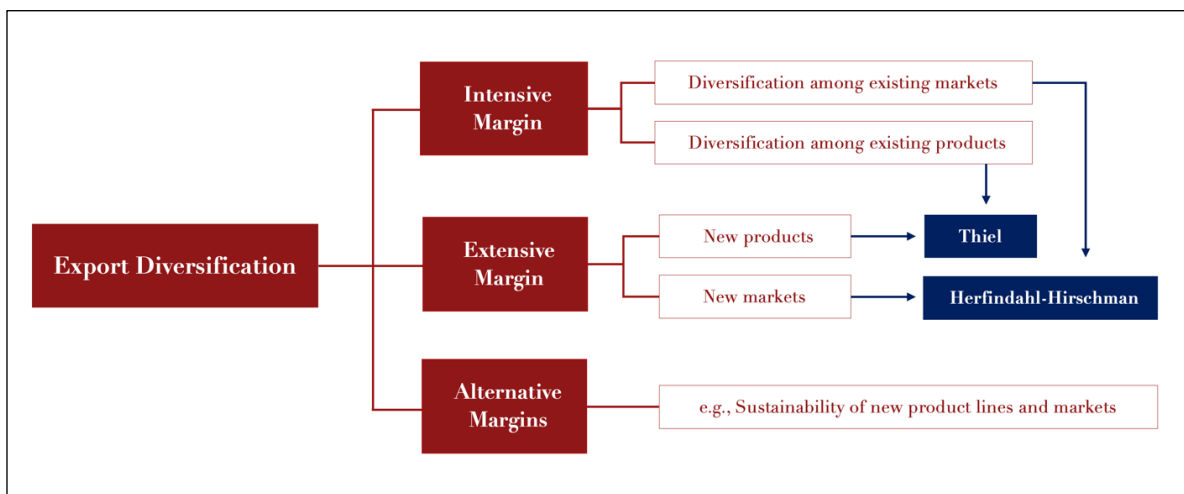 Export Diversification
Intensive
Margin
Diversification among existing markets
Diversification among existing products
Extensive
Margin
New products
New markets
Thiel
Herfindahl-Hirschman
Alternative
Margins
e.g., Sustainability of new product lines and markets